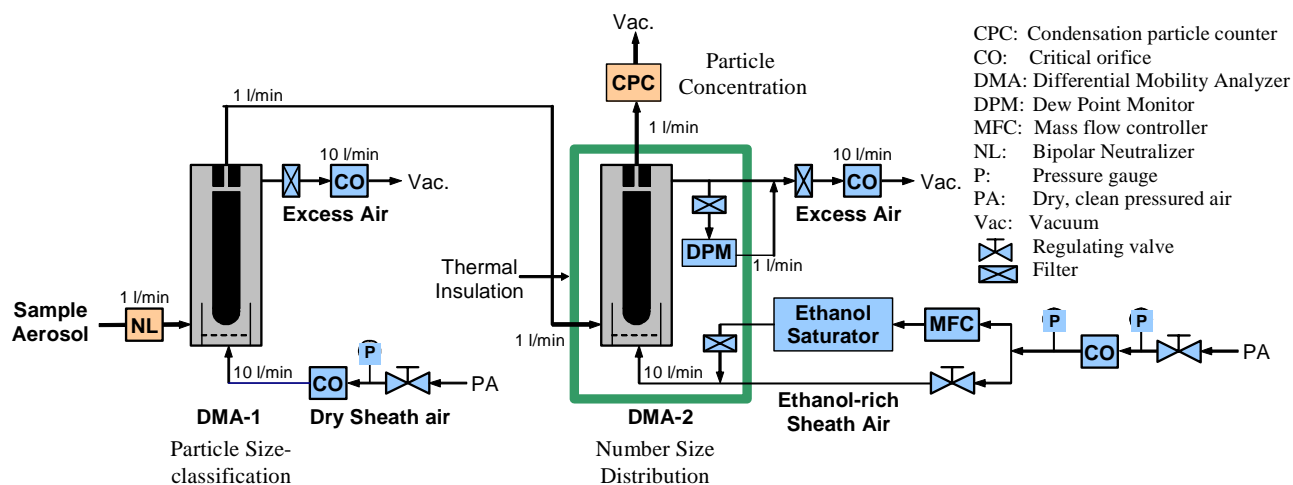 Vac.
CPC
Particle
Concentration
1 l/min
1 l/min
10 l/min
CO
Vac.
Excess Air
10 l/min
CO
Vac.
Excess Air
DPM
1 l/min
Thermal
Insulation
Sample
Aerosol
1 l/min
NL
1 l/min
10 l/min
CO
P
PA
Dry Sheath air
DMA-1
Particle Size-
classification
10 l/min
Ethanol
Saturator
MFC
P
CO
P
PA
Ethanol-rich
Sheath Air
DMA-2
Number Size
Distribution
CPC: Condensation particle counter
CO: Critical orifice
DMA: Differential Mobility Analyzer
DPM: Dew Point Monitor
MFC: Mass flow controller
NL: Bipolar Neutralizer
P: Pressure gauge
PA: Dry, clean pressured air
Vac: Vacuum
Regulating valve
Filter